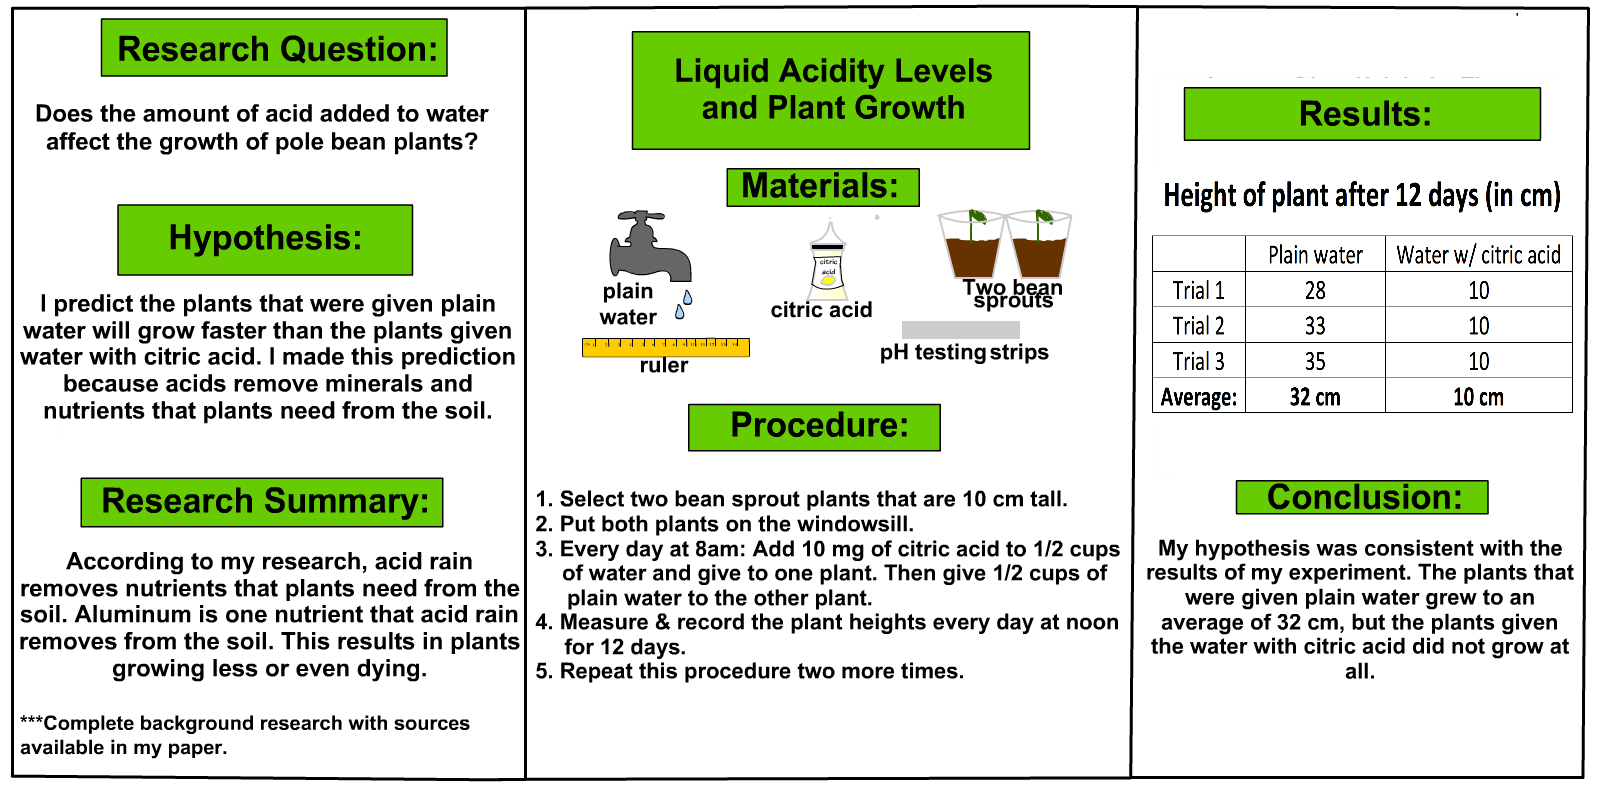 Research Question:
Does the amount of acid added to water
affect the growth of pole bean plants?
Hypothesis:
I predict the plants that were given plain
water will grow faster than the plants given
water with citric acid. I made this prediction
because acids remove minerals and
nutrients that plants need from the soil.
Research Summary:
According to my research, acid rain
removes nutrients that plants need from the
soil. Aluminum is one nutrient that acid rain
removes from the soil. This results in plants
growing less or even dying.
***Complete background research with sources
available in my paper.
Liquid Acidity Levels
and Plant Growth
Materials:
plain
water
citric
acid
citric acid
Two bean
sprouts
ruler
pH testing strips
Procedure:
1. Select two bean sprout plants that are 10 cm tall.
2. Put both plants on the windowsill.
3. Every day at 8am: Add 10 mg of citric acid to 1/2 cups
of water and give to one plant. Then give 1/2 cups of
plain water to the other plant.
4. Measure & record the plant heights every day at noon
for 12 days.
5. Repeat this procedure two more times.
Results:
Height of plant after 12 days (in cm)
Plain water Water w/ citric acid
Trial 1 28 10
Trial 2 33 10
Trial 3 35 10
Average: 32 cm 10 cm
Conclusion:
My hypothesis was consistent with the
results of my experiment. The plants that
were given plain water grew to an
average of 32 cm, but the plants given
the water with citric acid did not grow at
all.